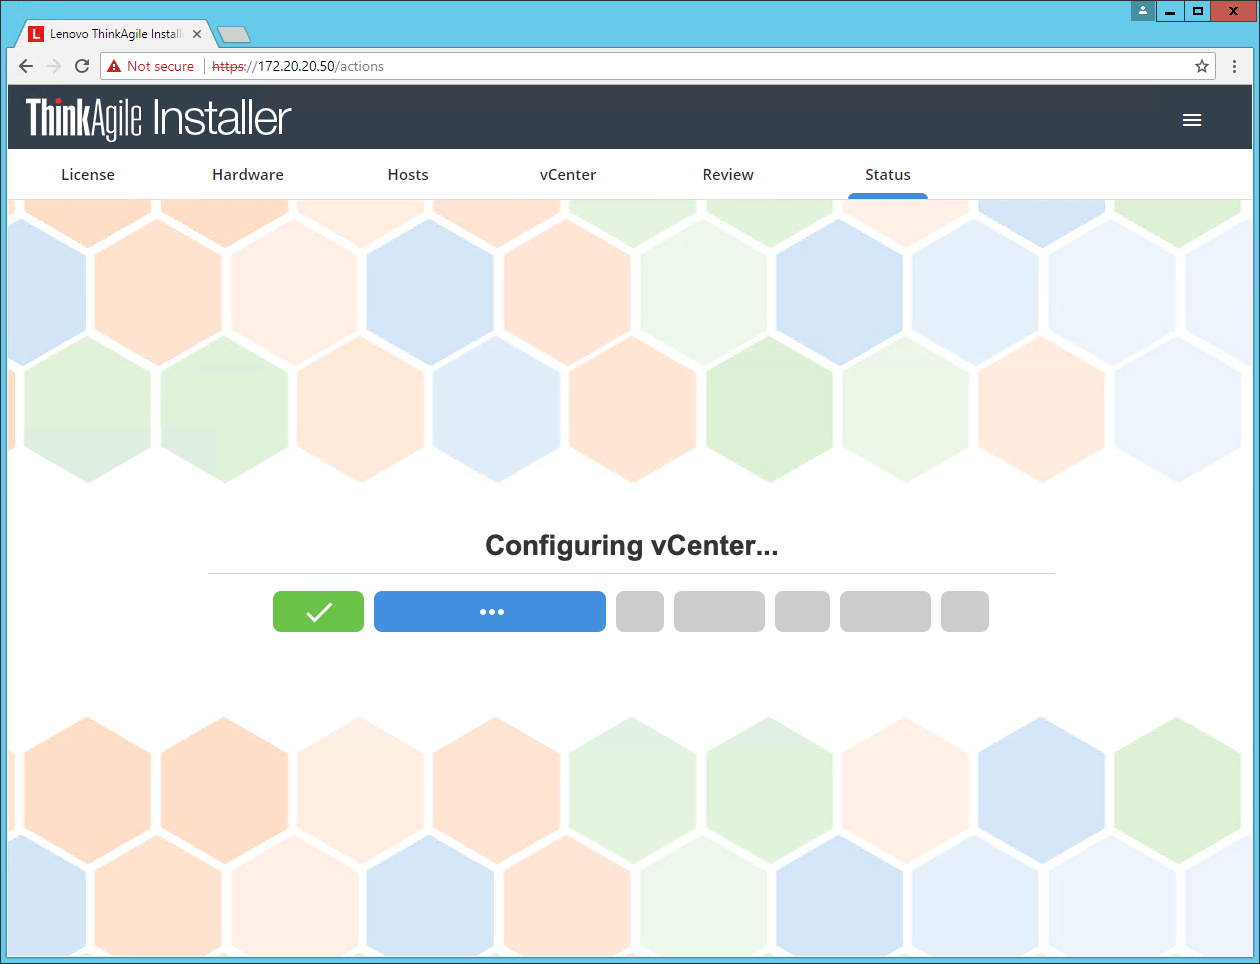 L Lenovo ThinkAgile Install
Not secure https://172.20.20.50/actions
ThinkAgile Installer
License Hardware Hosts vCenter Review Status
Configuring vCenter...